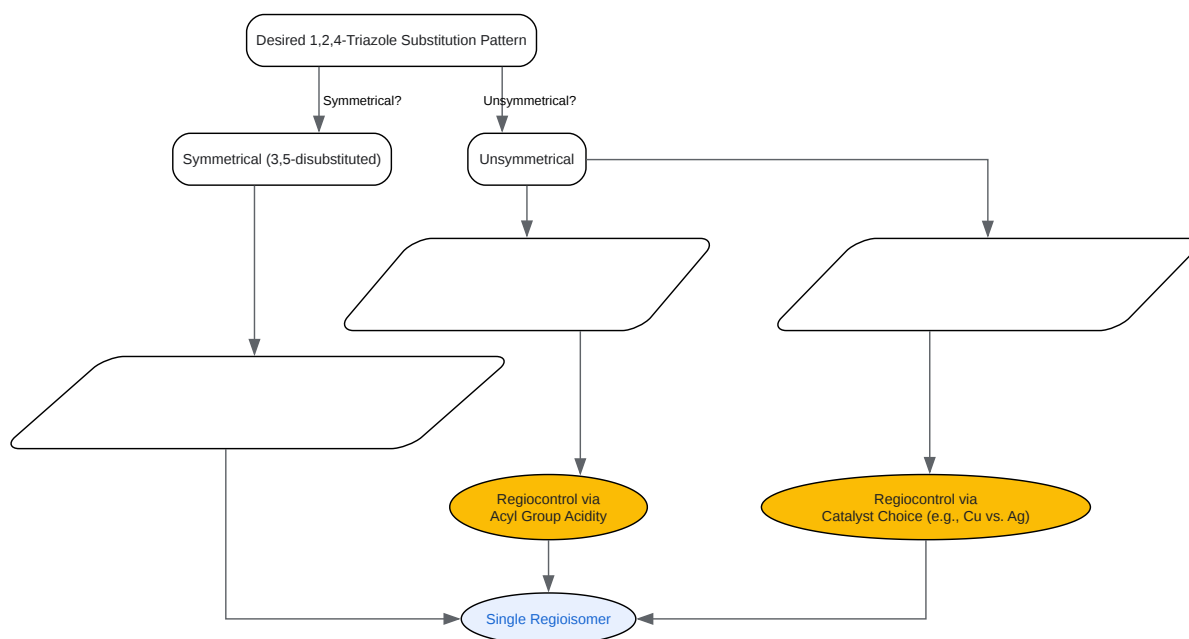 Desired 1,2,4-Triazole Substitution Pattern
Symmetrical?
Unsymmetrical?
Symmetrical (3,5-disubstituted)
Unsymmetrical
Regiocontrol via
Acyl Group Acidity
Regiocontrol via
Catalyst Choice (e.g., Cu vs. Ag)
Single Regioisomer